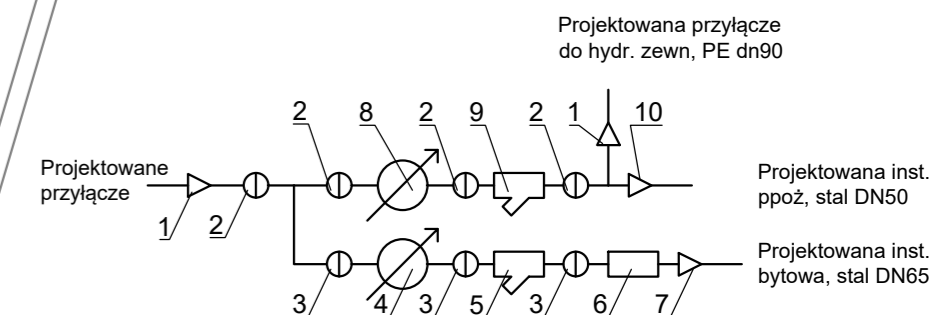 Projektowana przyłącze
do hydr. zewn, PE dn90
2 8 2 9 2 1 10
Projektowane
przyłącze
1 2
Projektowana inst.
ppoż, stal DN50
Projektowana inst.
bytowa, stal DN65
3 4 3 5 3 6 7